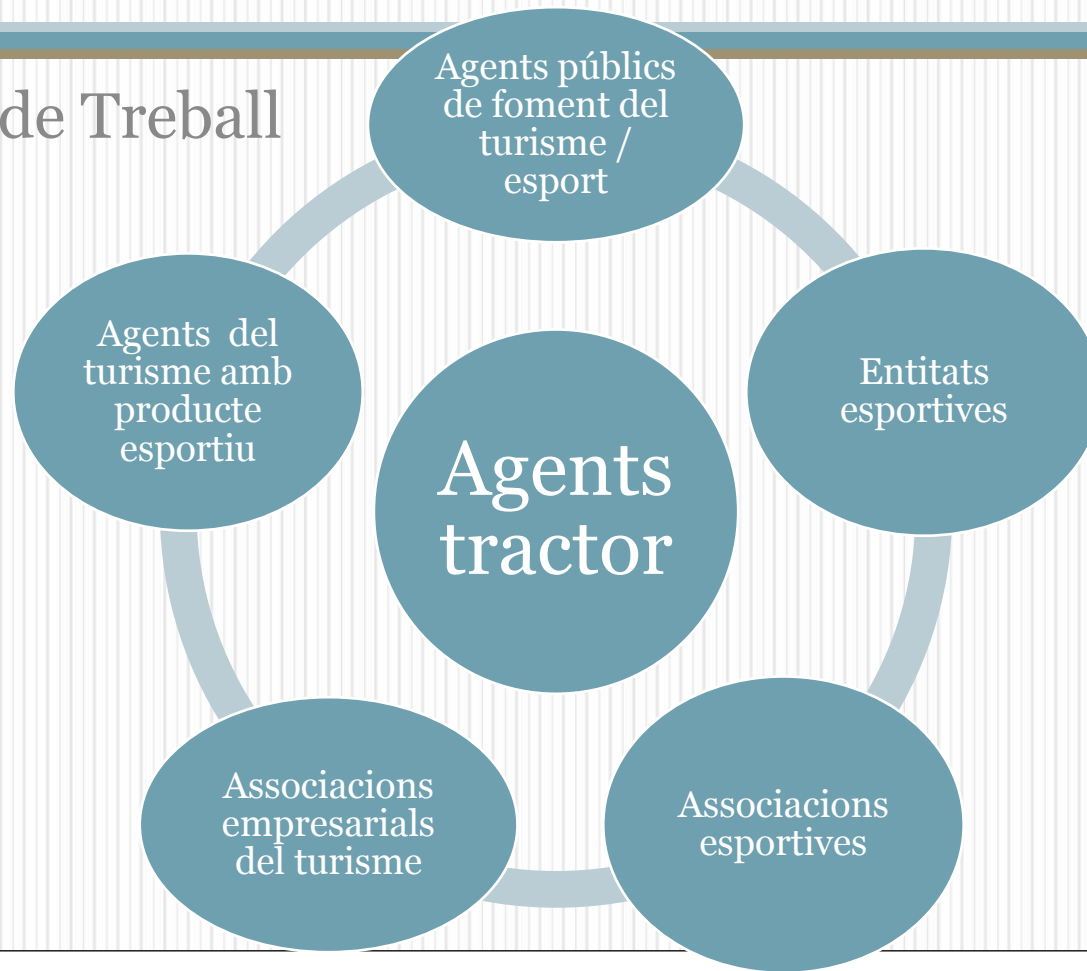 de Treball
Agents públics
de foment del
turisme /
esport
Entitats
esportives
Associacions
esportives
Associacions
empresarials
del turisme
Agents del
turisme amb
producte
esportiu
Agents
tractor